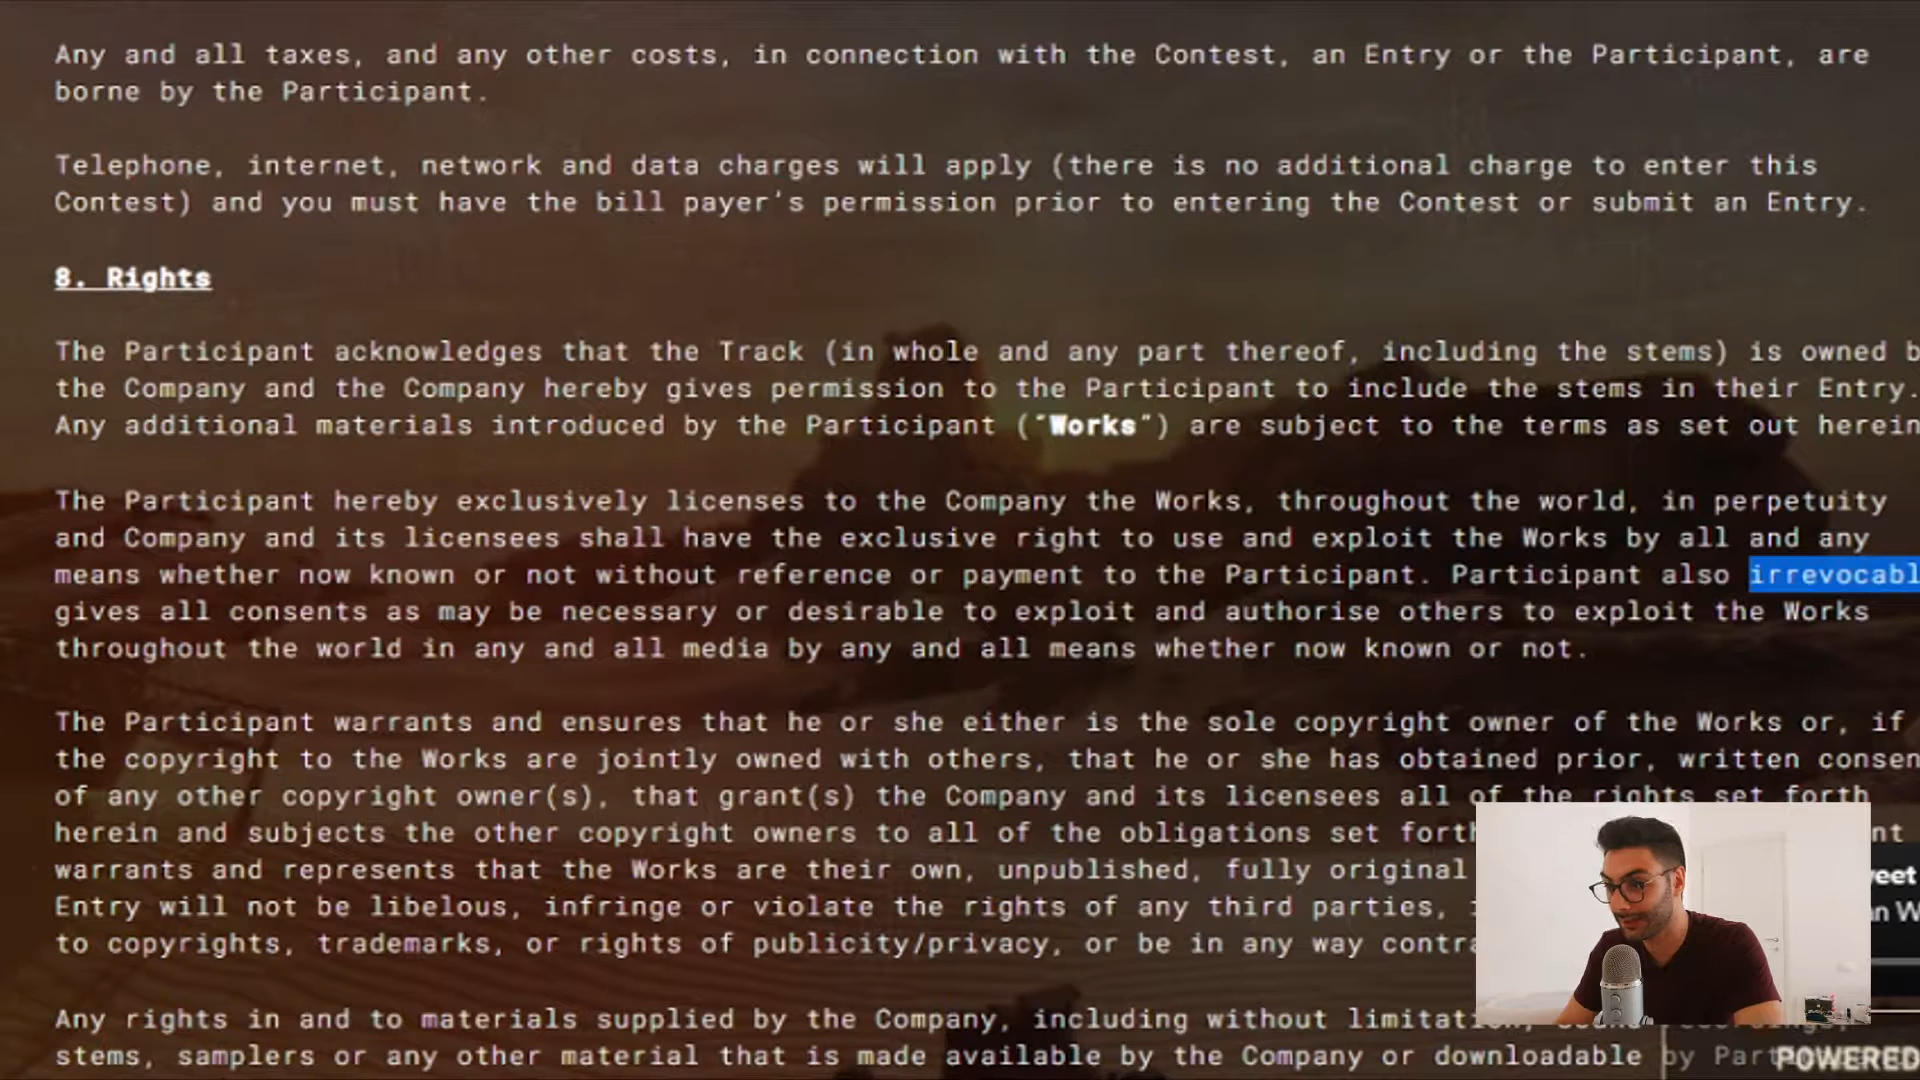 Any and all taxes, and any other costs, in connection with the Contest, an Entry or the Participant, are
borne by the Participant.
Telephone, internet, network and data charges will apply (there is no additional charge to enter this
Contest) and you must have the bill payer's permission prior to entering the Contest or submit an Entry.
8. Rights
The Participant acknowledges that the Track (in whole and any part thereof, including the stems) is owned b
the Company and the Company hereby gives permission to the Participant to include the stems in their Entry.
Any additional materials introduced by the Participant ("Works") are subject to the terms as set out herein
The Participant hereby exclusively licenses to the Company the Works, throughout the world, in perpetuity
and Company and its licensees shall have the exclusive right to use and exploit the Works by all and any
means whether now known or not without reference or payment to the Participant. Participant also irrevocabl
gives all consents as may be necessary or desirable to exploit and authorise others to exploit the Works
throughout the world in any and all media by any and all means whether now known or not.
The Participant warrants and ensures that he or she either is the sole copyright owner of the Works or, if
the copyright to the Works are jointly owned with others, that he or she has obtained prior, written consen
of any other copyright owner(s), that grant(s) the Company and its licensees all of the rights set forth
herein and subjects the other copyright owners to all of the obligations set forth nt
warrants and represents that the Works are their own, unpublished, fully original
Entry will not be libelous, infringe or violate the rights of any third parties,
to copyrights, trademarks, or rights of publicity/privacy, or be in any way contra
Any rights in and to materials supplied by the Company, including without limitati
stems, samplers or any other material that is made available by the Company or downloadable by Part
weet
an W
POWERED